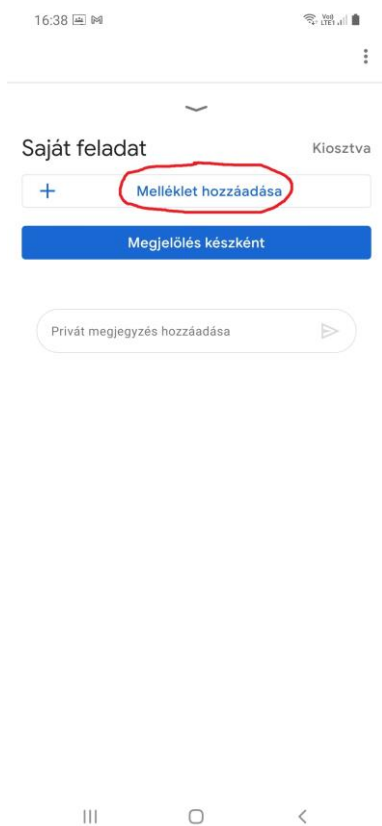 16:38
Saját feladat
Kiosztva
+ Melléklet hozzáadása
Megjelölés készként
Privát megjegyzés hozzáadása